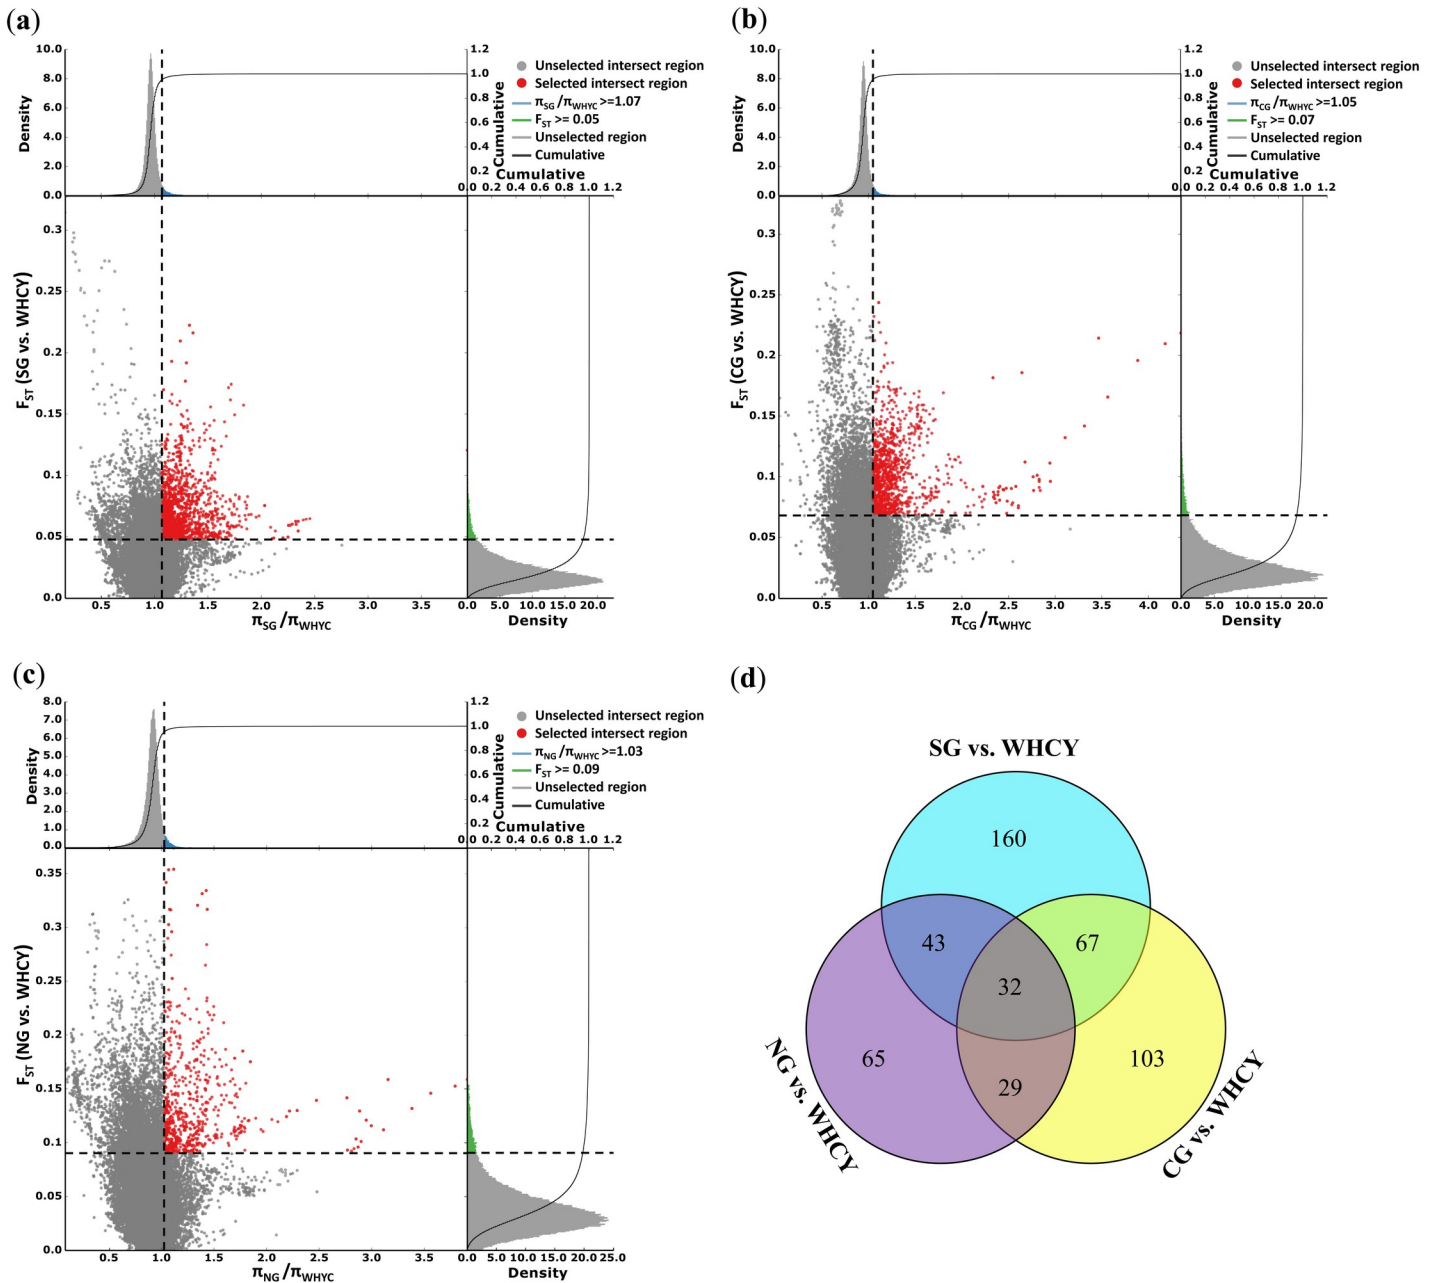 (a)
10.0
8.0
6.0
4.0
2.0
0.0
Density
1.2
1.0
0.8
0.6
0.4
0.2
Cumulative
Cumulative
0.0 0.2 0.4 0.6 0.8 1.0 1.2
Unselected intersect region
Selected intersect region
πSG/πWHYC >=1.07
FST >= 0.05
Unselected region
Cumulative
FST (SG vs. WHCY)
0.3
0.25
0.2
0.15
0.1
0.05
0.0
0.5 1.0 1.5 2.0 2.5 3.0 3.5
πSG/πWHYC
0.0 5.0 10.0 15.0 20.0
Density
(b)
10.0
8.0
6.0
4.0
2.0
0.0
Density
1.2
1.0
0.8
0.6
0.4
0.2
Cumulative
Cumulative
0.0 0.2 0.4 0.6 0.8 1.0 1.2
Unselected intersect region
Selected intersect region
πCG/πWHYC >=1.05
FST >= 0.07
Unselected region
Cumulative
FST (CG vs. WHCY)
0.3
0.25
0.2
0.15
0.1
0.05
0.0
0.5 1.0 1.5 2.0 2.5 3.0 3.5 4.0
πCG/πWHYC
0.0 5.0 10.0 15.0 20.0
Density
(c)
8.0
7.0
6.0
5.0
4.0
3.0
2.0
1.0
0.0
Density
1.2
1.0
0.8
0.6
0.4
0.2
Cumulative
Cumulative
0.0 0.2 0.4 0.6 0.8 1.0 1.2
Unselected intersect region
Selected intersect region
πNG/πWHYC >=1.03
FST >= 0.09
Unselected region
Cumulative
FST (NG vs. WHCY)
0.35
0.3
0.25
0.2
0.15
0.1
0.05
0.0
0.5 1.0 1.5 2.0 2.5 3.0 3.5
πNG/πWHYC
0.0 5.0 10.0 15.0 20.0 25.0
Density
(d)
SG vs. WHCY
160
43
67
32
65
103
29
NG vs. WHCY
CG vs. WHCY